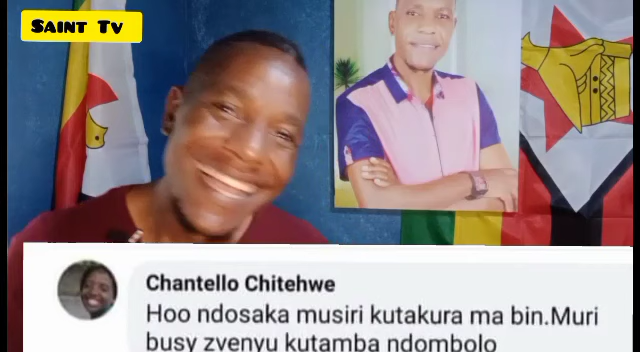 Saint Tv
Chantello Chitehwe
Hoo ndosaka musiri kutakura ma bin.Muri
busy zvenyu kutamba ndombolo